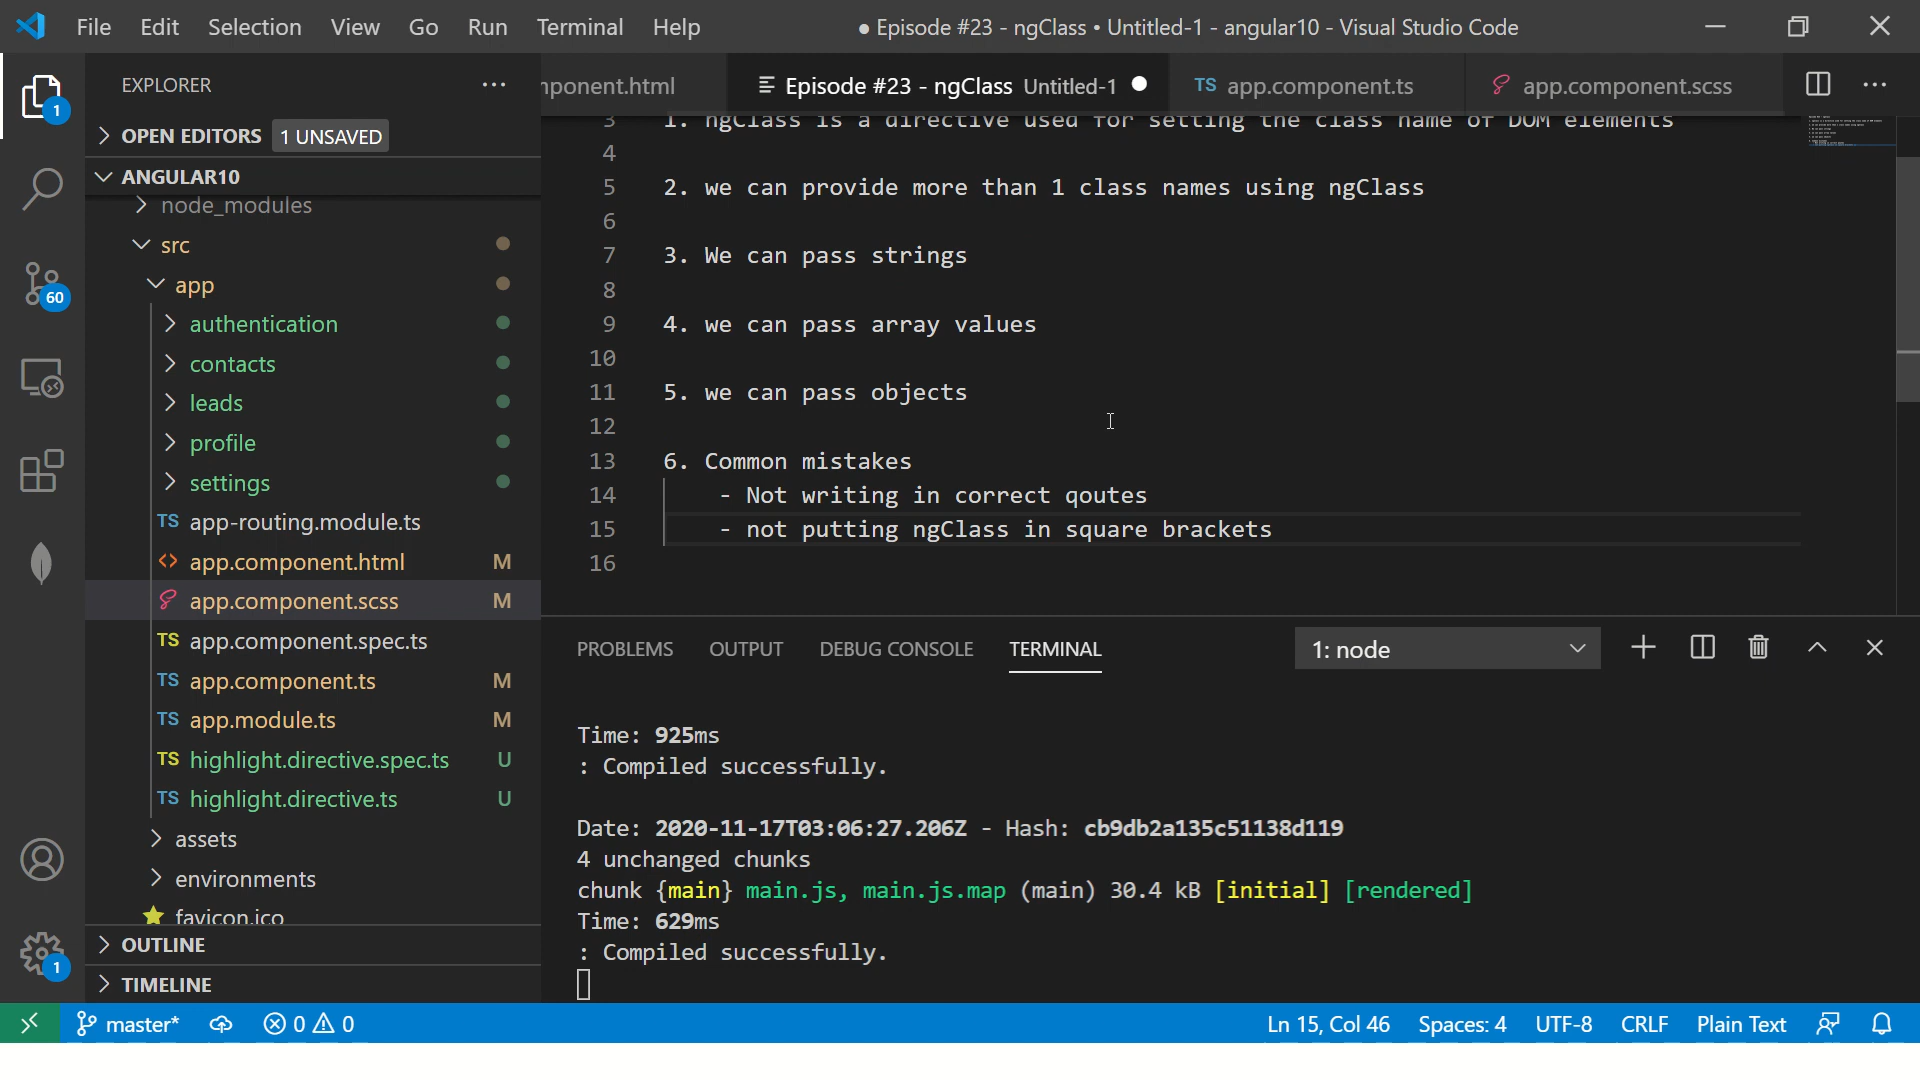 File Edit Selection View Go Run Terminal Help
● Episode #23 - ngClass • Untitled-1 - angular10 - Visual Studio Code
EXPLORER
ponent.html
Episode #23 - ngClass Untitled-1
TS app.component.ts
app.component.scss
OPEN EDITORS 1 UNSAVED
ANGULAR10
node_modules
src
app
authentication
contacts
leads
profile
settings
TS app-routing.module.ts
<> app.component.html M
app.component.scss M
TS app.component.spec.ts
TS app.component.ts M
TS app.module.ts M
TS highlight.directive.spec.ts U
TS highlight.directive.ts U
assets
environments
favicon.ico
OUTLINE
TIMELINE
1
60
1
3 1. ngClass is a directive used for setting the class name of DOM elements
4
5 2. we can provide more than 1 class names using ngClass
6
7 3. We can pass strings
8
9 4. we can pass array values
10
11 5. we can pass objects
12
13 6. Common mistakes
14 - Not writing in correct qoutes
15 - not putting ngClass in square brackets
16
PROBLEMS OUTPUT DEBUG CONSOLE TERMINAL 1: node
Time: 925ms
: Compiled successfully.
Date: 2020-11-17T03:06:27.206Z - Hash: cb9db2a135c51138d119
4 unchanged chunks
chunk {main} main.js, main.js.map (main) 30.4 kB [initial] [rendered]
Time: 629ms
: Compiled successfully.
master* 0 0 Ln 15, Col 46 Spaces: 4 UTF-8 CRLF Plain Text